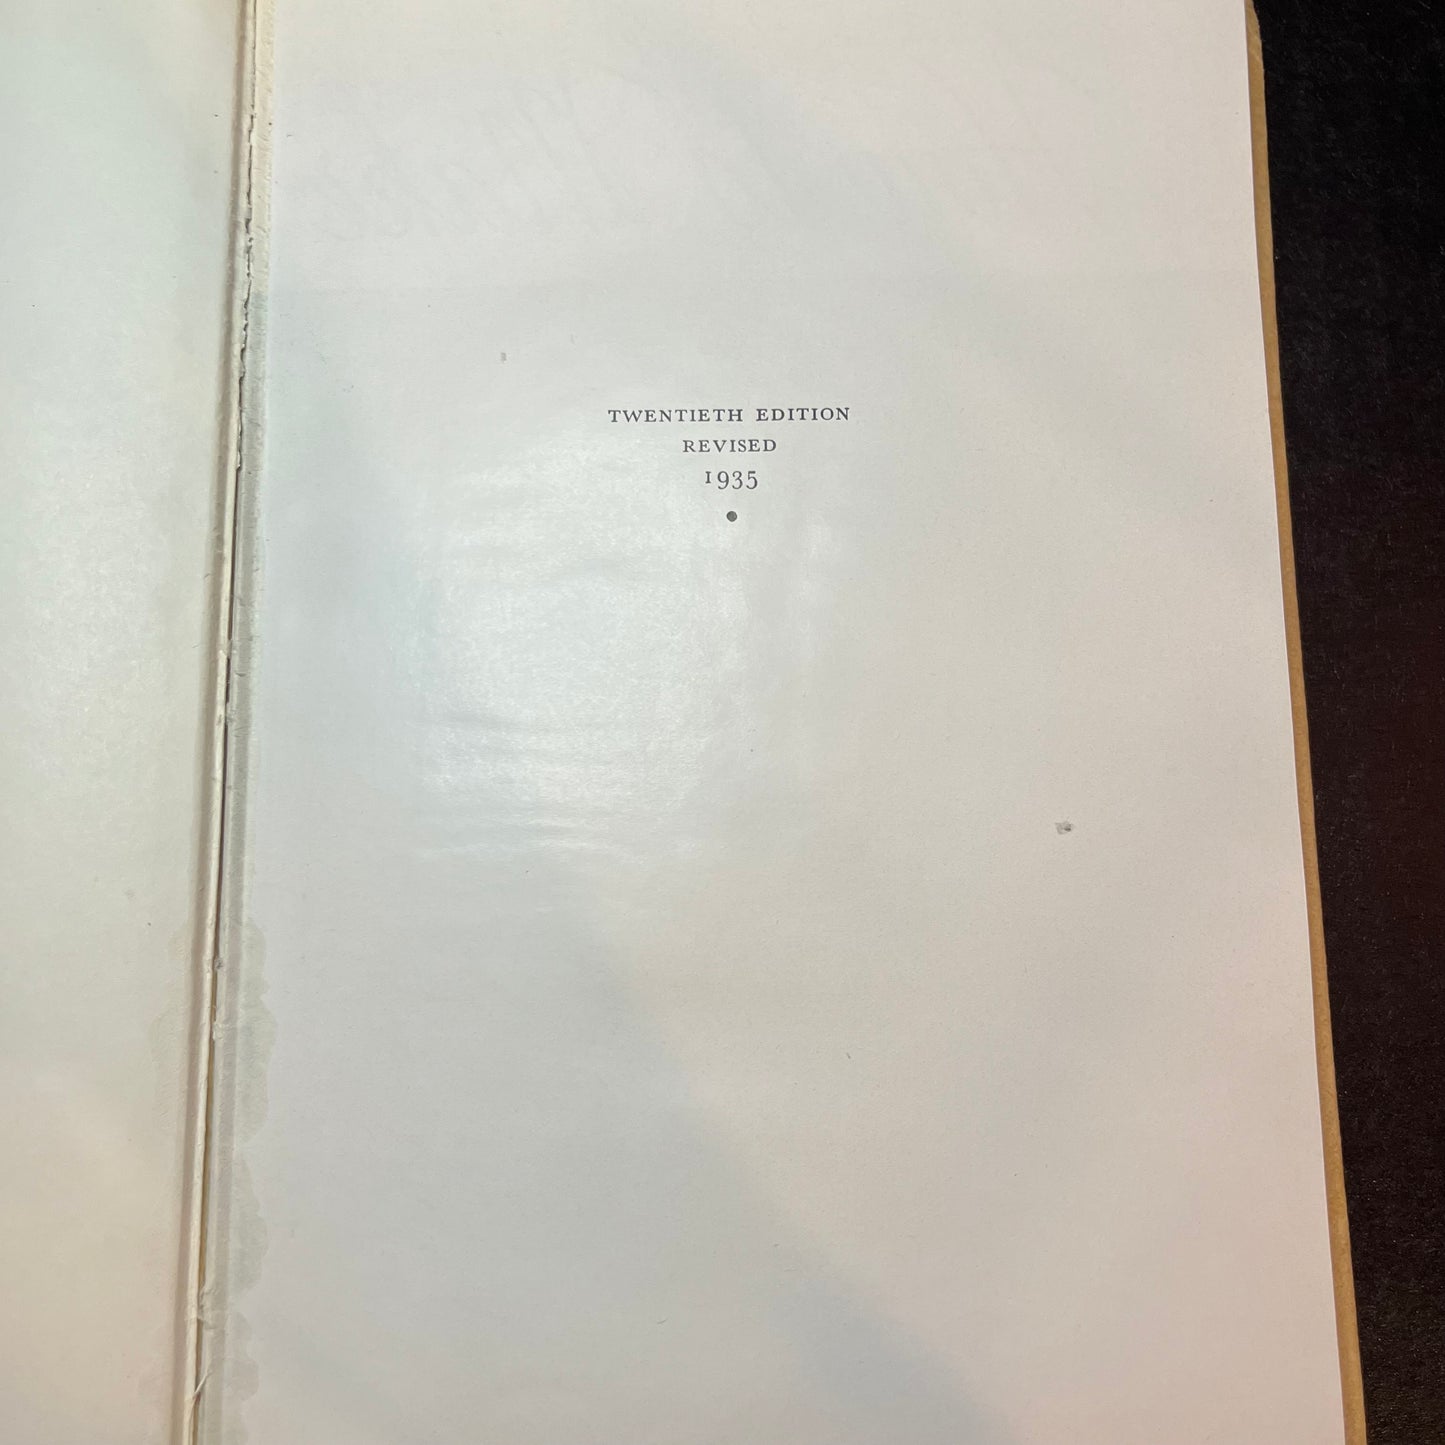 TWENTIETH EDITION
REVISED
1935